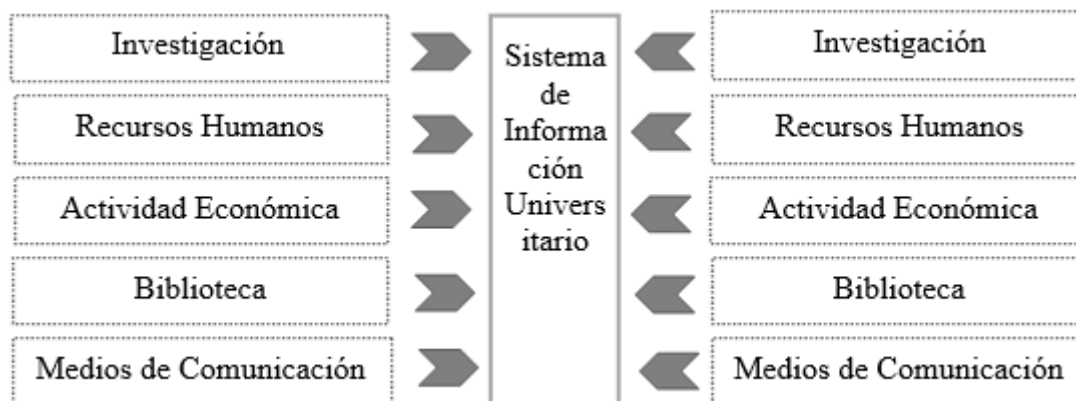 Investigación
Recursos Humanos
Actividad Económica
Biblioteca
Medios de Comunicación
Sistema
de
Informa
ción
Univers
itario
Investigación
Recursos Humanos
Actividad Económica
Biblioteca
Medios de Comunicación